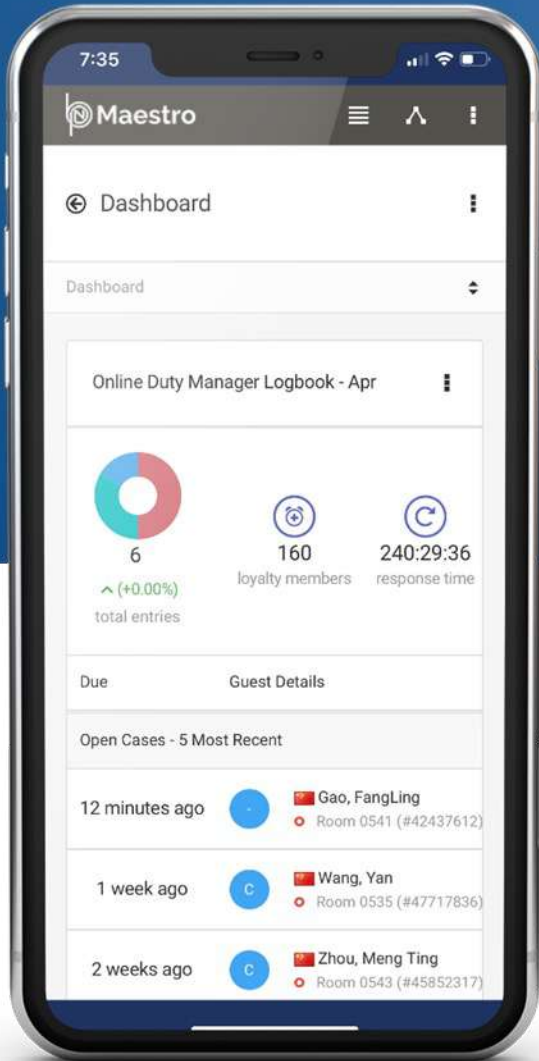 7:35
Maestro
Dashboard
Dashboard
Online Duty Manager Logbook - Apr
6
(+0.00%)
total entries
160
loyalty members
240:29:36
response time
Due Guest Details
Open Cases - 5 Most Recent
12 minutes ago - Gao, FangLing
Room 0541 (#42437612)
1 week ago C Wang, Yan
Room 0535 (#47717836)
2 weeks ago C Zhou, Meng Ting
Room 0543 (#45852317)